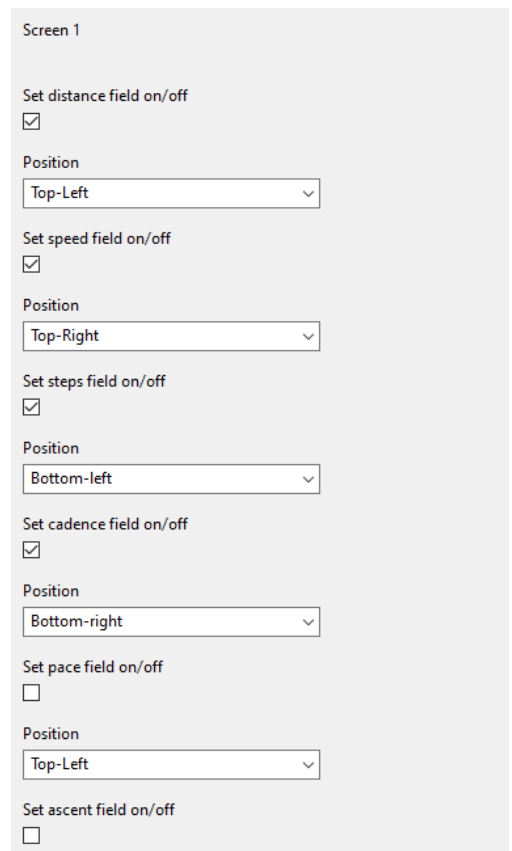 Screen 1
Set distance field on/off
Position
Top-Left
Set speed field on/off
Position
Top-Right
Set steps field on/off
Position
Bottom-left
Set cadence field on/off
Position
Bottom-right
Set pace field on/off
Position
Top-Left
Set ascent field on/off